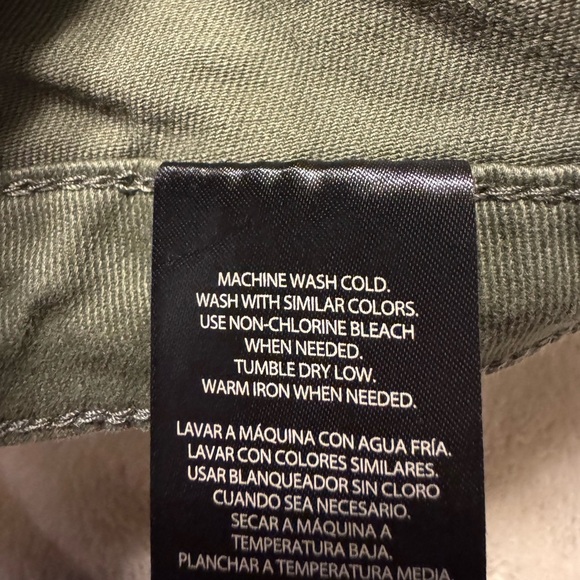 MACHINE WASH COLD.
WASH WITH SIMILAR COLORS.
USE NON-CHLORINE BLEACH
WHEN NEEDED.
TUMBLE DRY LOW.
WARM IRON WHEN NEEDED.
LAVAR A MÁQUINA CON AGUA FRÍA.
LAVAR CON COLORES SIMILARES.
USAR BLANQUEADOR SIN CLORO
CUANDO SEA NECESARIO.
SECAR A MÁQUINA A
TEMPERATURA BAJA.
PLANCHAR A TEMPERATURA MEDIA